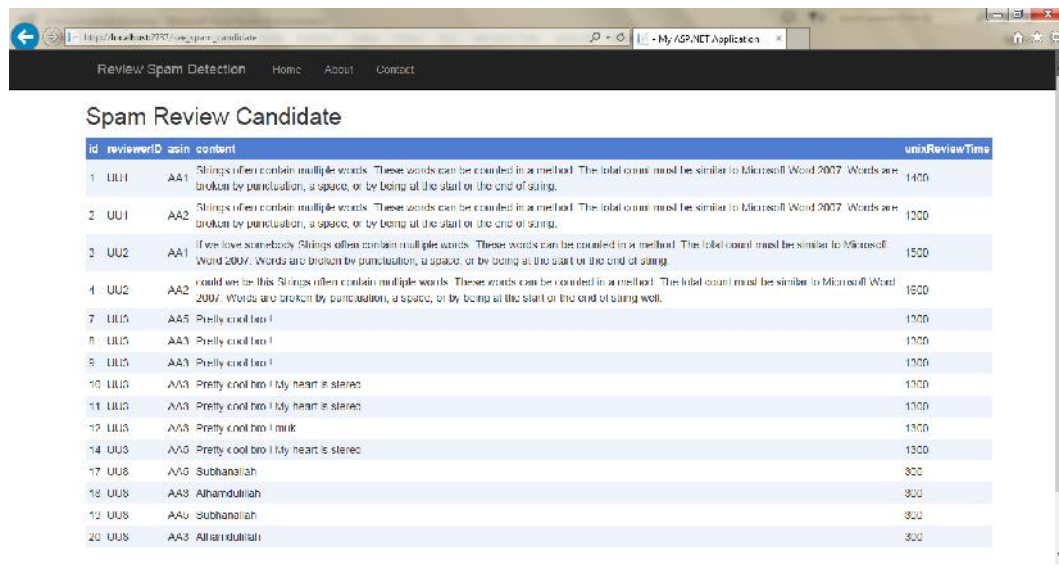 http://localhost:2737/see_spam_candidate
- My ASP.NET Application
Review Spam Detection Home About Contact
Spam Review Candidate
id reviewerID asin content unixReviewTime
1 UU1 AA1 Strings often contain multiple words. These words can be counted in a method. The total count must be similar to Microsoft Word 2007. Words are 1400
broken by punctuation, a space, or by being at the start or the end of string.
2 UU1 AA2 Strings often contain multiple words. These words can be counted in a method. The total count must be similar to Microsoft Word 2007. Words are 1300
broken by punctuation, a space, or by being at the start or the end of string.
3 UU2 AA1 If we love somebody Strings often contain multiple words. These words can be counted in a method. The total count must be similar to Microsoft 1500
Word 2007. Words are broken by punctuation, a space, or by being at the start or the end of string.
4 UU2 AA2 could we be this Strings often contain multiple words. These words can be counted in a method. The total count must be similar to Microsoft Word 1600
2007. Words are broken by punctuation, a space, or by being at the start or the end of string well.
7 UU3 AA5 Pretty cool bro ! 1300
8 UU3 AA3 Pretty cool bro ! 1300
9 UU3 AA3 Pretty cool bro ! 1300
10 UU3 AA3 Pretty cool bro ! My heart is stereo 1300
11 UU3 AA3 Pretty cool bro ! My heart is stereo 1300
12 UU3 AA3 Pretty cool bro ! muk 1300
14 UU3 AA5 Pretty cool bro ! My heart is stereo 1300
17 UU8 AA5 Subhanallah 300
18 UU8 AA3 Alhamdulillah 300
19 UU8 AA5 Subhanallah 300
20 UU8 AA3 Alhamdulillah 300